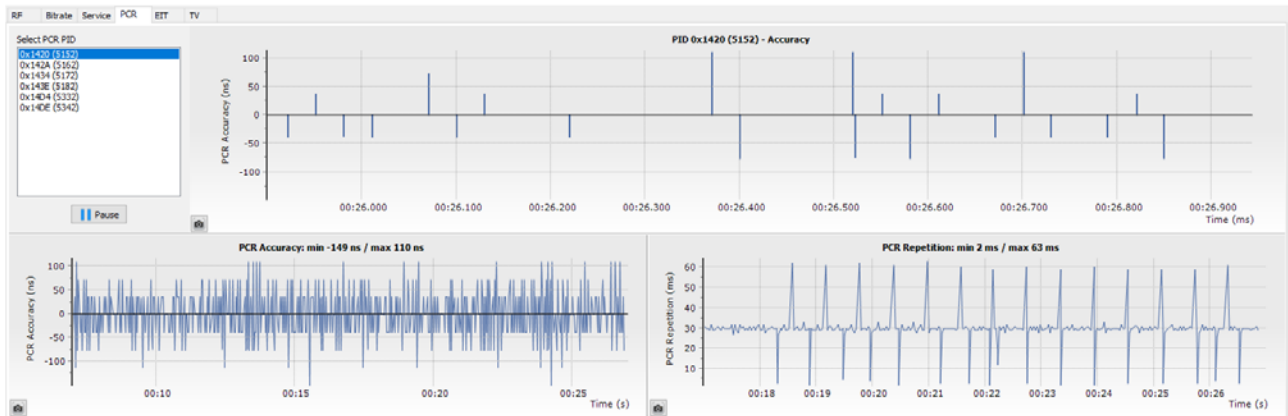 RF Bitrate Service PCR EIT TV
Select PCR PID
0x1420 (5152)
0x142A (5162)
0x1434 (5172)
0x143E (5182)
0x14D4 (5332)
0x14DE (5342)
Pause
PID 0x1420 (5152) - Accuracy
PCR Accuracy (ns)
100
50
0
-50
-100
00:26.000 00:26.100 00:26.200 00:26.300 00:26.400 00:26.500 00:26.600 00:26.700 00:26.800 00:26.900
Time (ms)
PCR Accuracy: min -149 ns / max 110 ns
PCR Accuracy (ns)
100
50
0
-50
-100
00:10 00:15 00:20 00:25
Time (s)
PCR Repetition: min 2 ms / max 63 ms
PCR Repetition (ms)
60
50
40
30
20
10
00:18 00:19 00:20 00:21 00:22 00:23 00:24 00:25 00:26
Time (s)